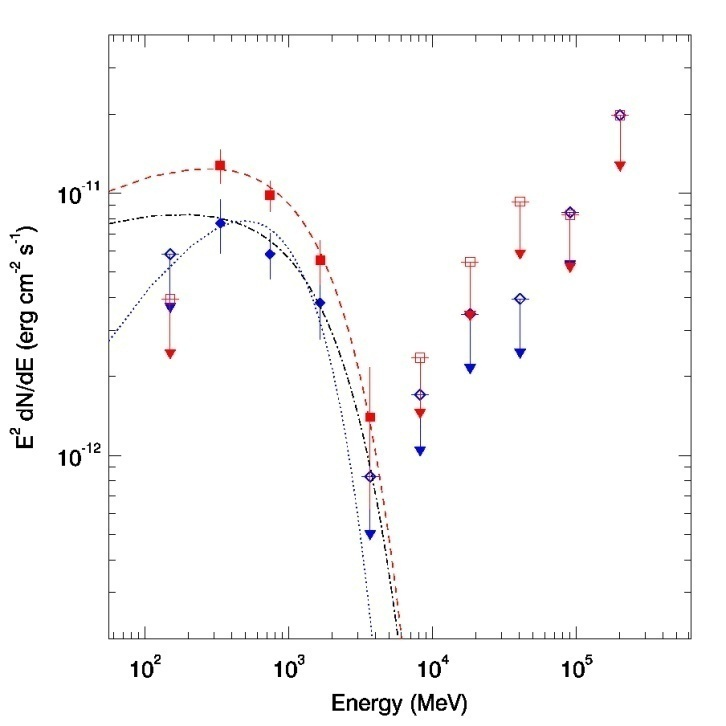 10⁻¹¹
10⁻¹²
E² dN/dE (erg cm⁻² s⁻¹)
10² 10³ 10⁴ 10⁵
Energy (MeV)